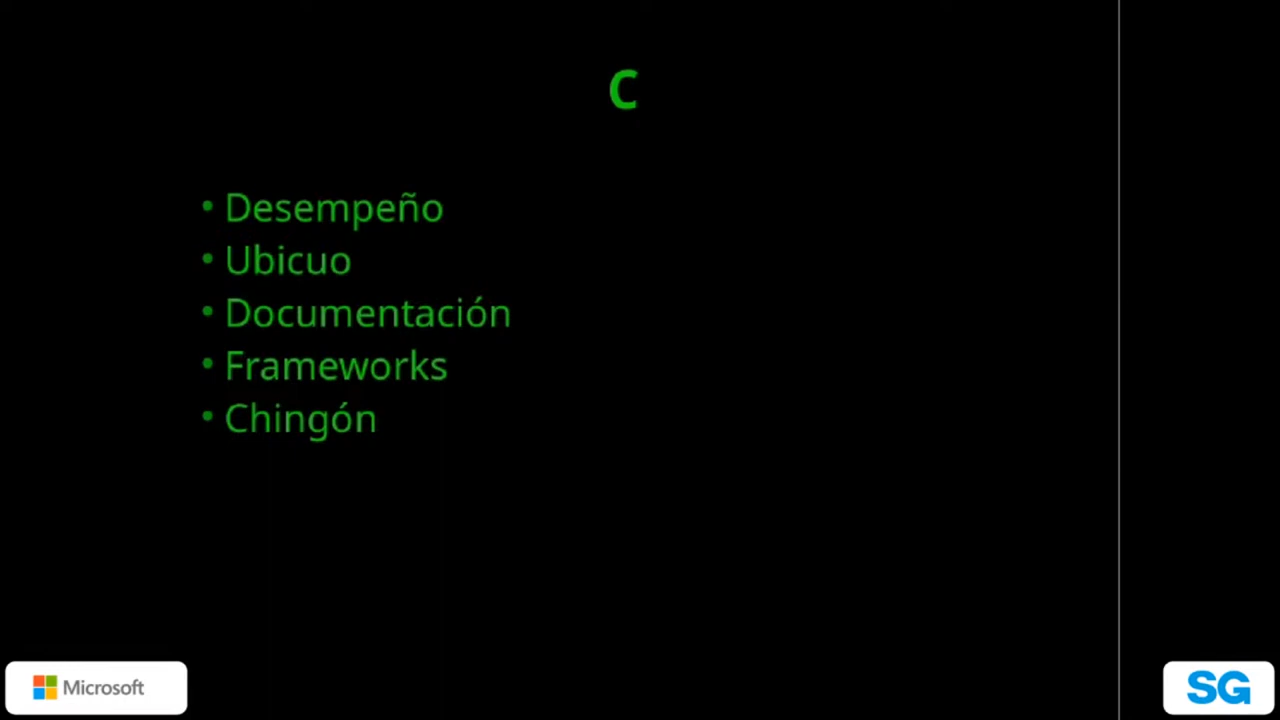 C
• Desempeño
• Ubicuo
• Documentación
• Frameworks
• Chingón
Microsoft
SG